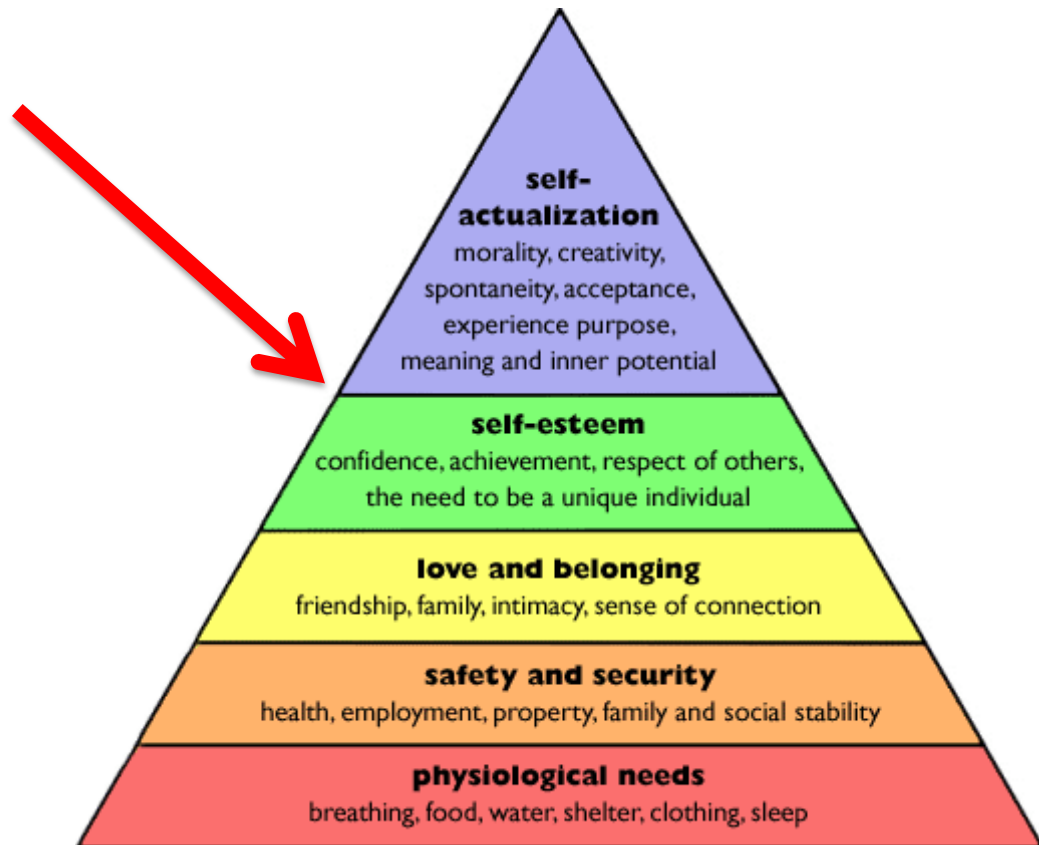 self-
actualization
morality, creativity,
spontaneity, acceptance,
experience purpose,
meaning and inner potential
self-esteem
confidence, achievement, respect of others,
the need to be a unique individual
love and belonging
friendship, family, intimacy, sense of connection
safety and security
health, employment, property, family and social stability
physiological needs
breathing, food, water, shelter, clothing, sleep